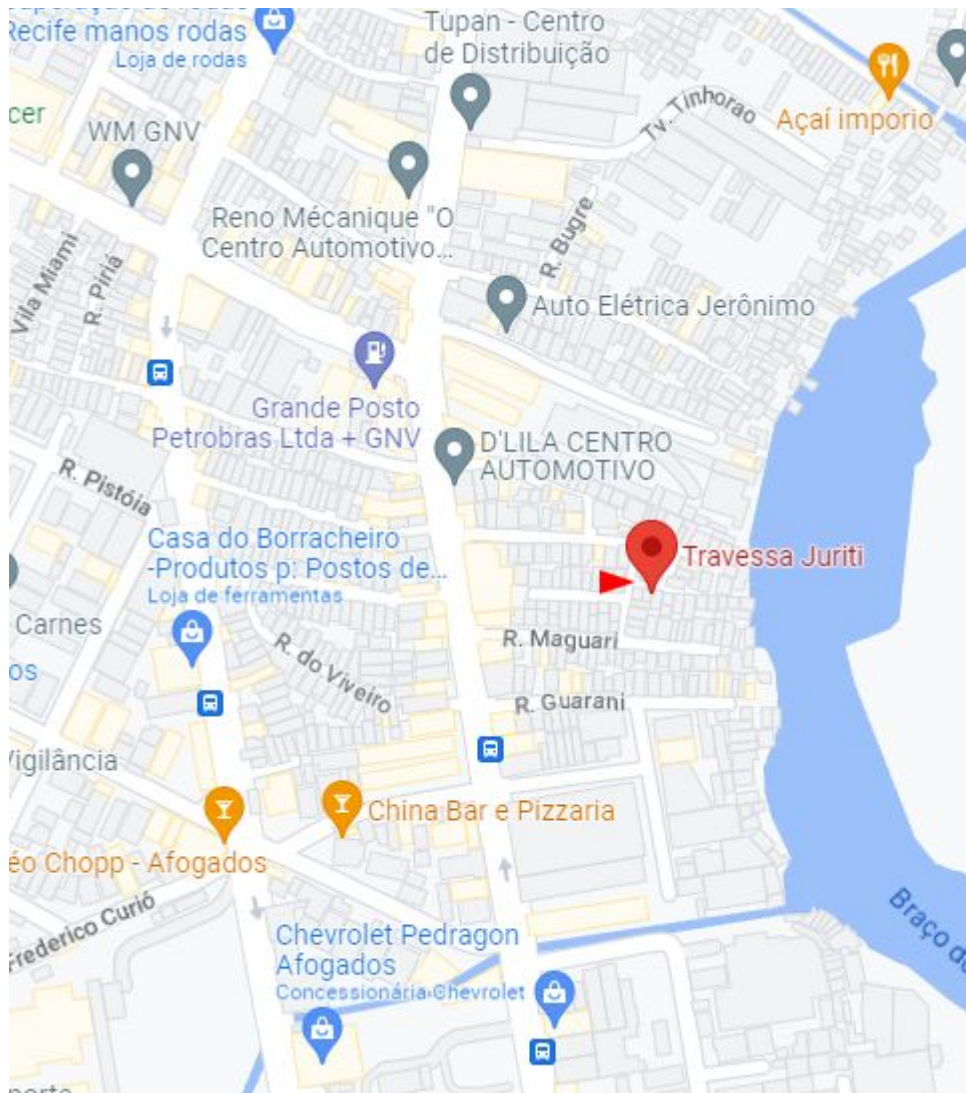 Recife manos rodas
Loja de rodas
Tupan - Centro
de Distribuição
cer
WM GNV
Tv. Tinhorao
Açaí imporio
Reno Mécanique "O
Centro Automotivo...
R. Bugre
Vila Miami
R. Piriá
Auto Elétrica Jerônimo
Grande Posto
Petrobras Ltda + GNV
D'LILA CENTRO
AUTOMOTIVO
R. Pistóia
Casa do Borracheiro
-Produtos p: Postos de...
Loja de ferramentas
Travessa Juriti
Carnes
os
R. do Viveiro
R. Maguari
R. Guarani
Vigilância
China Bar e Pizzaria
éo Chopp - Afogados
Frederico Curió
Braço do
Chevrolet Pedragon
Afogados
Concessionária Chevrolet